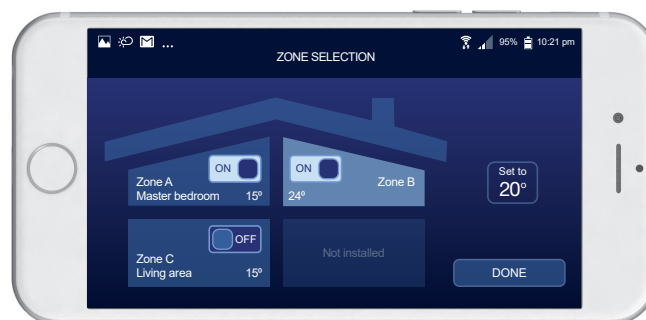 ... 95% 10:21 pm
ZONE SELECTION
ON
Zone A
Master bedroom 15º
ON
Zone B
24º
Set to
20°
OFF
Zone C
Living area 15º
Not installed
DONE